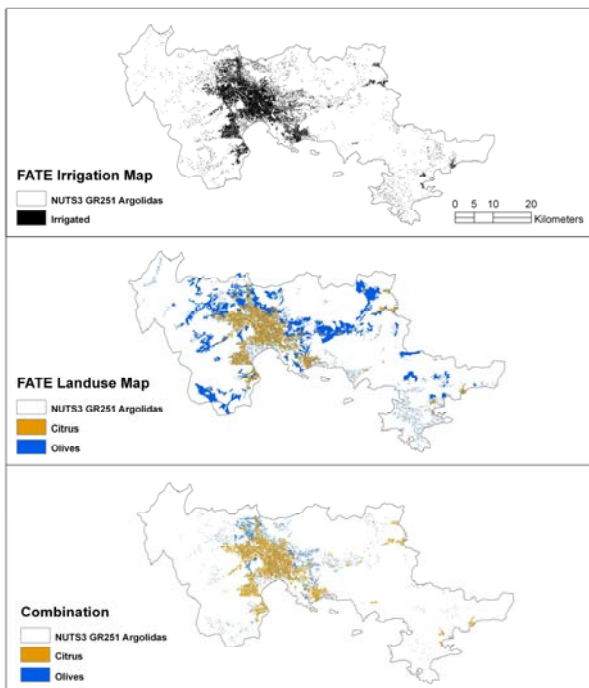 FATE Irrigation Map
NUTS3 GR251 Argolidas
Irrigated
0 5 10 20
Kilometers
FATE Landuse Map
NUTS3 GR251 Argolidas
Citrus
Olives
Combination
NUTS3 GR251 Argolidas
Citrus
Olives